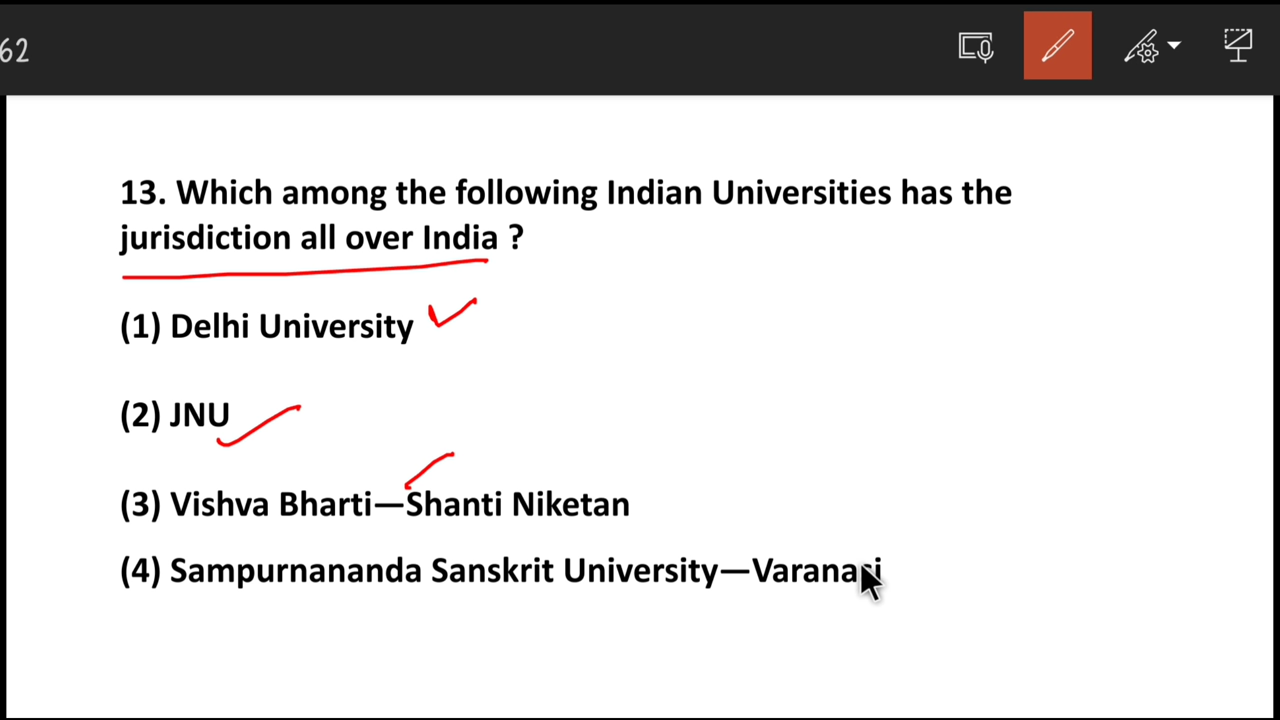 62
13. Which among the following Indian Universities has the
jurisdiction all over India ?
(1) Delhi University
(2) JNU
(3) Vishva Bharti—Shanti Niketan
(4) Sampurnananda Sanskrit University—Varanasi